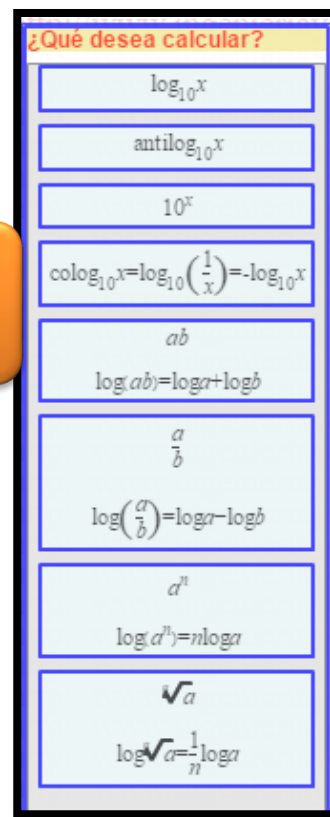 ¿Qué desea calcular?
log₁₀x
antilog₁₀x
10ˣ
colog₁₀x=log₁₀(1/x)=-log₁₀x
ab
log(ab)=loga+logb
a/b
log(a/b)=loga−logb
aⁿ
log(aⁿ)=nloga
√a
log√a=1/n loga